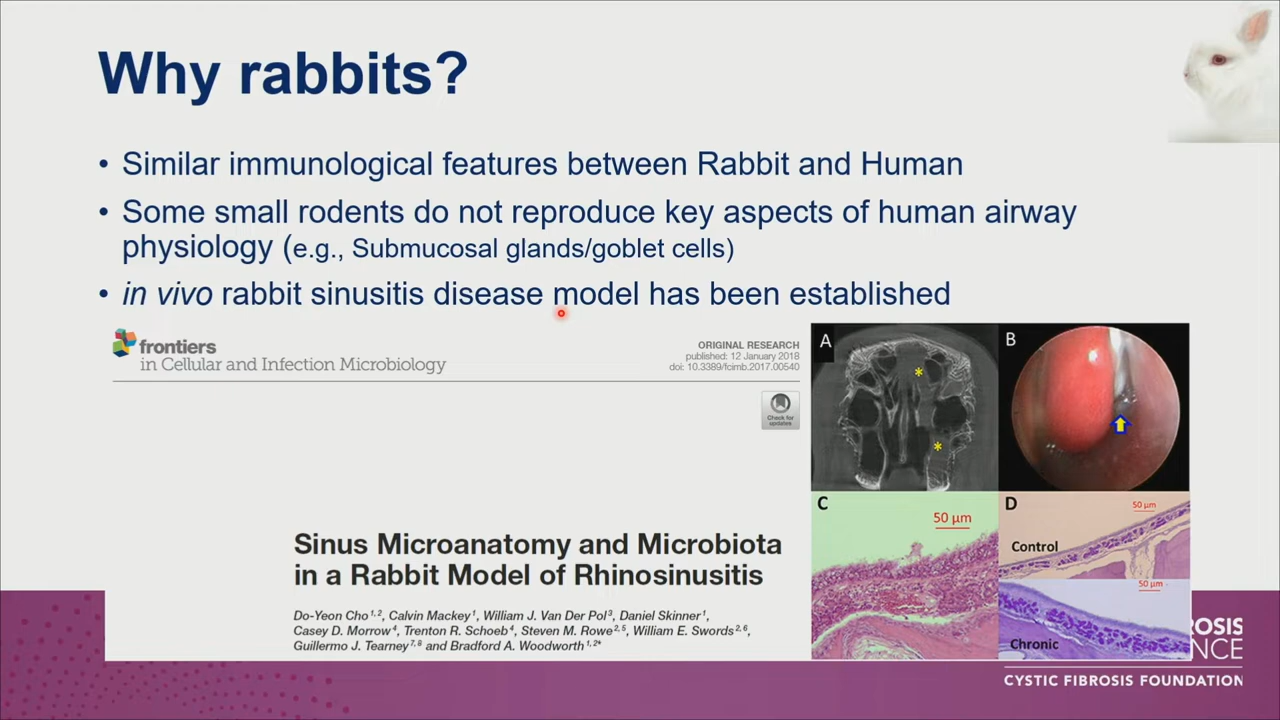 Why rabbits?
• Similar immunological features between Rabbit and Human
• Some small rodents do not reproduce key aspects of human airway
physiology (e.g., Submucosal glands/goblet cells)
• in vivo rabbit sinusitis disease model has been established
frontiers
in Cellular and Infection Microbiology
ORIGINAL RESEARCH
published: 12 January 2018
doi: 10.3389/fcimb.2017.00540
Check for
updates
Sinus Microanatomy and Microbiota
in a Rabbit Model of Rhinosinusitis
Do-Yeon Cho 1,2, Calvin Mackey 1, William J. Van Der Pol 3, Daniel Skinner 1,
Casey D. Morrow 4, Trenton R. Schoeb 4, Steven M. Rowe 2,5, William E. Swords 2,6,
Guillermo J. Tearney 7,8 and Bradford A. Woodworth 1,2*
A
B
C
50 μm
D
50 μm
Control
50 μm
Chronic
ROSIS
NCE
CYSTIC FIBROSIS FOUNDATION